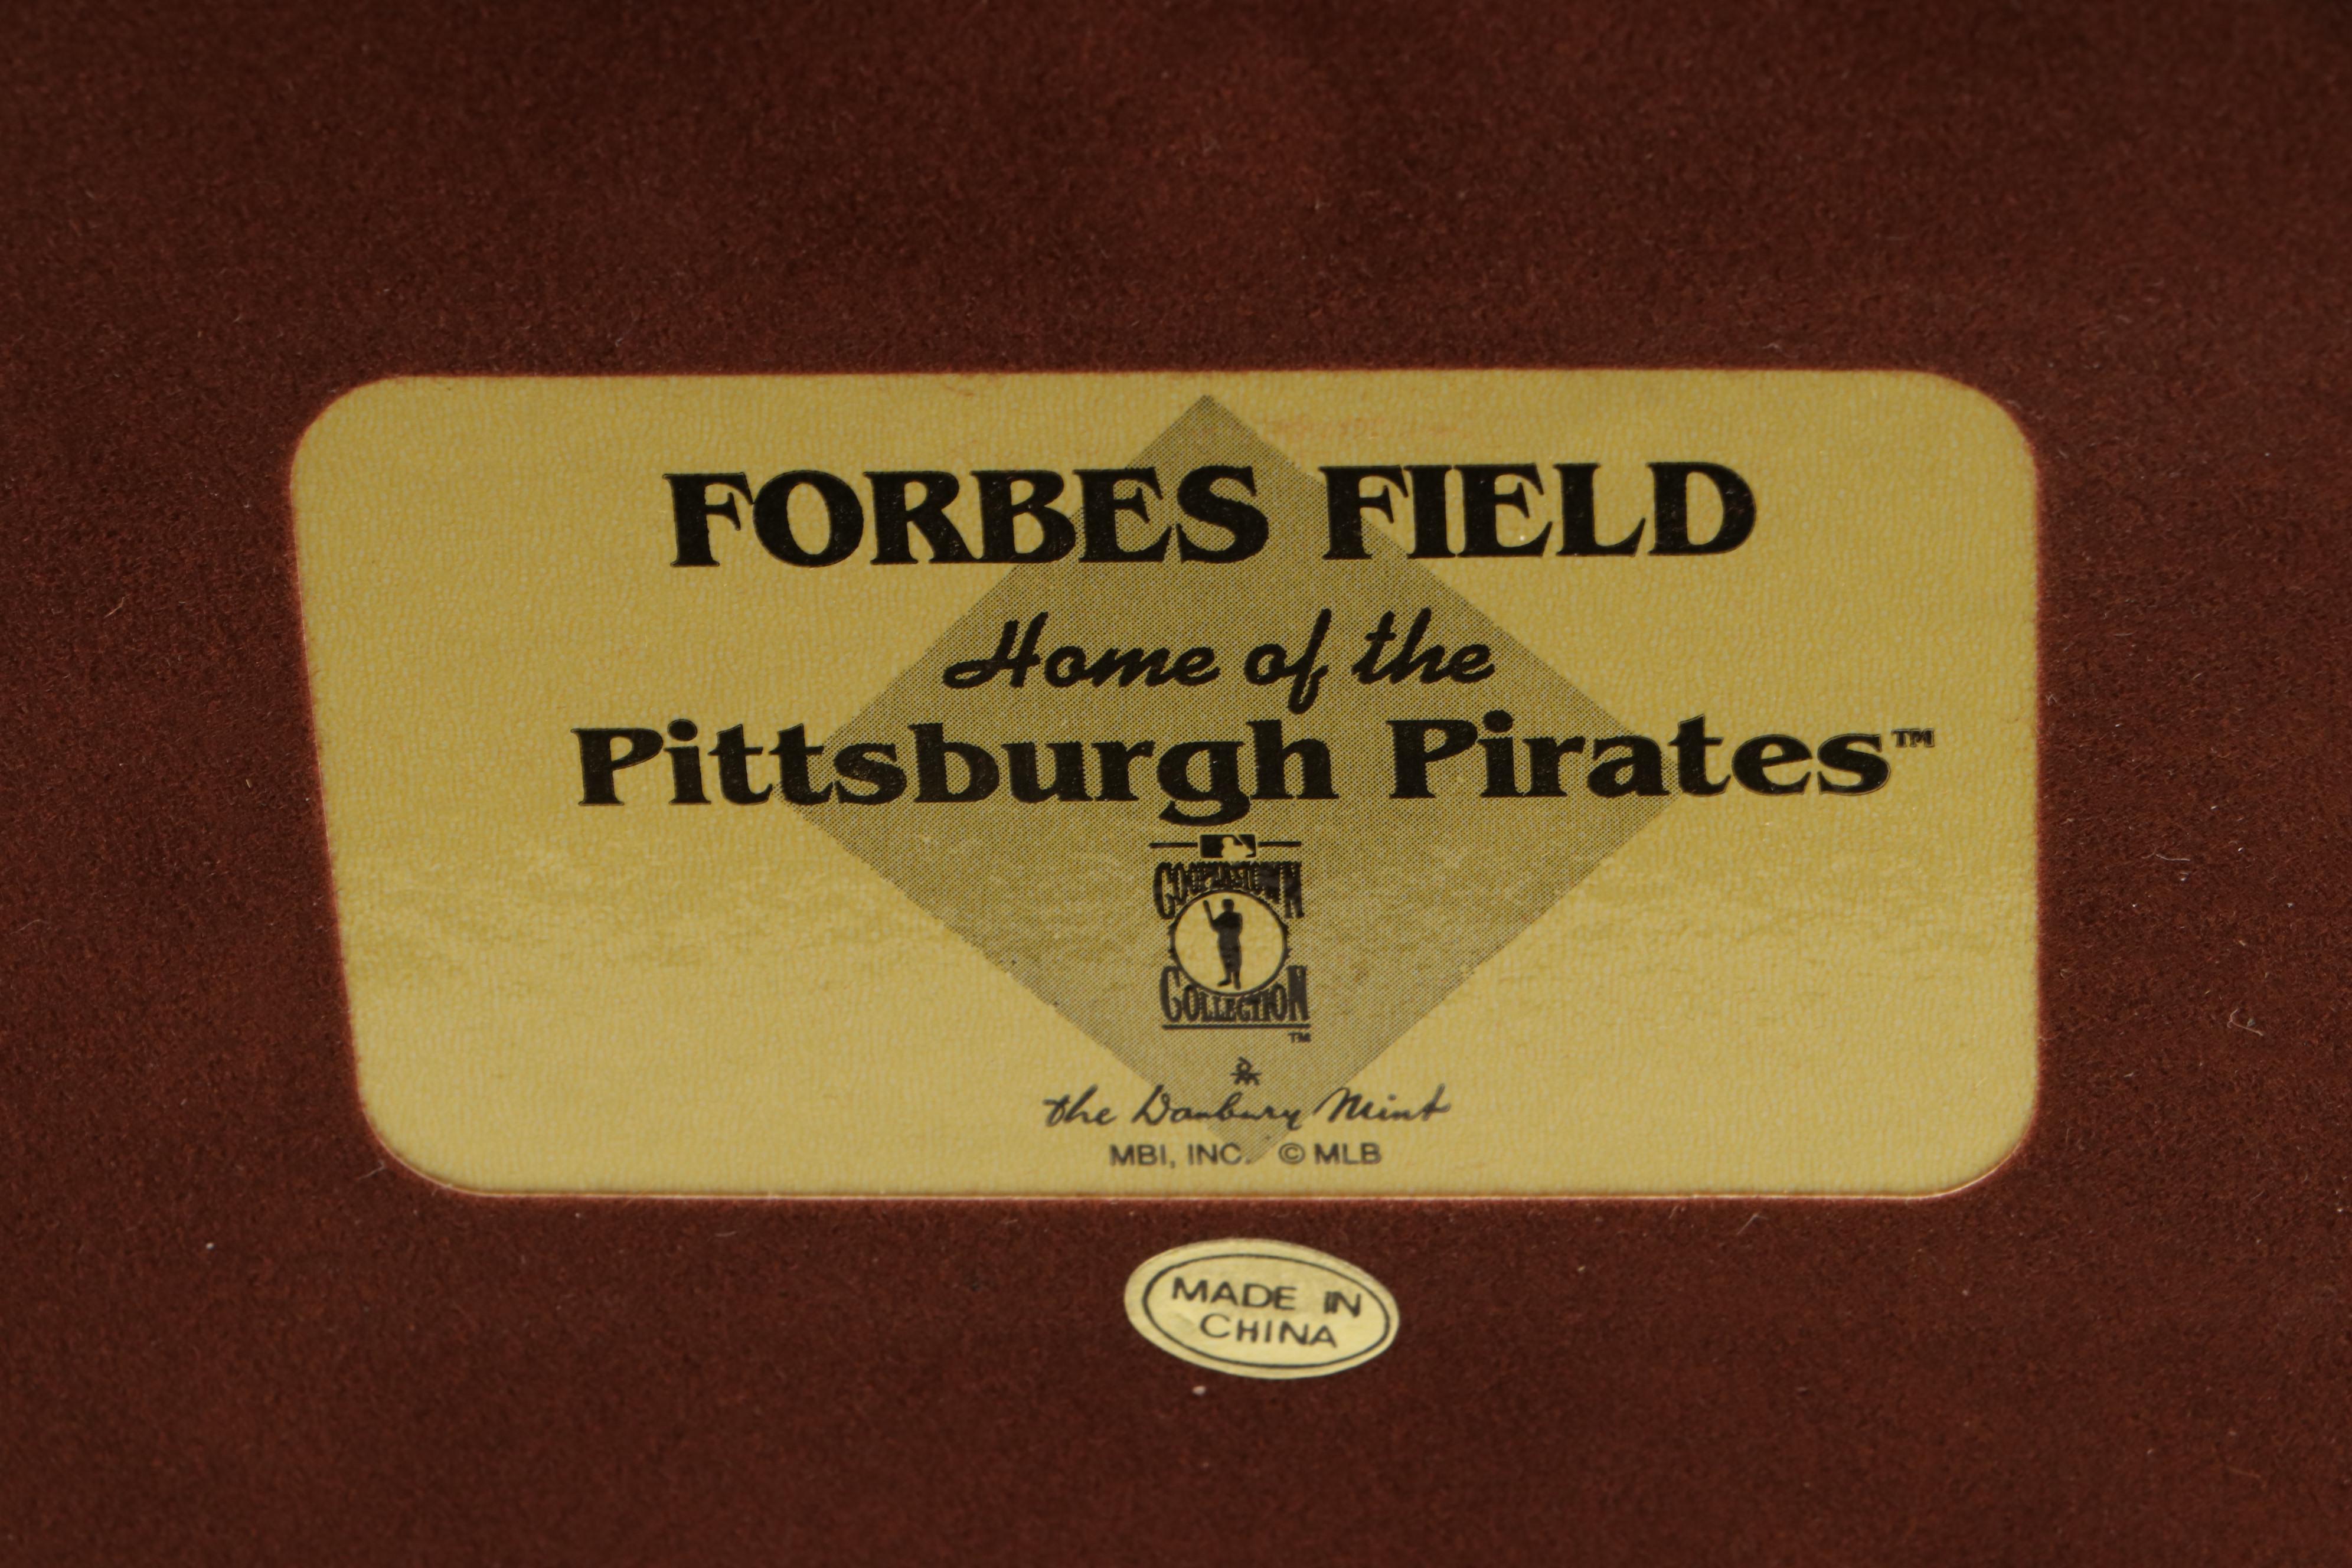 FORBES FIELD
Home of the
Pittsburgh Pirates™
COOPERSTOWN
COLLECTION
™
The Danbury Mint
MBI, INC. © MLB
MADE IN
CHINA